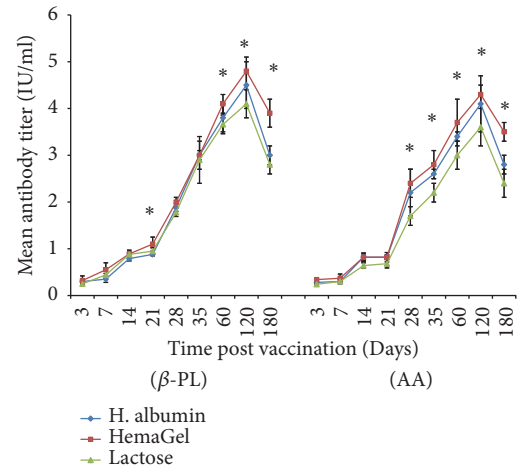 Mean antibody titer (IU/ml)
6
5
4
3
2
1
0
* * * * * * * * *
3 7 14 21 28 35 60 120 180 3 7 14 21 28 35 60 120 180
Time post vaccination (Days)
(β-PL) (AA)
H. albumin
HemaGel
Lactose